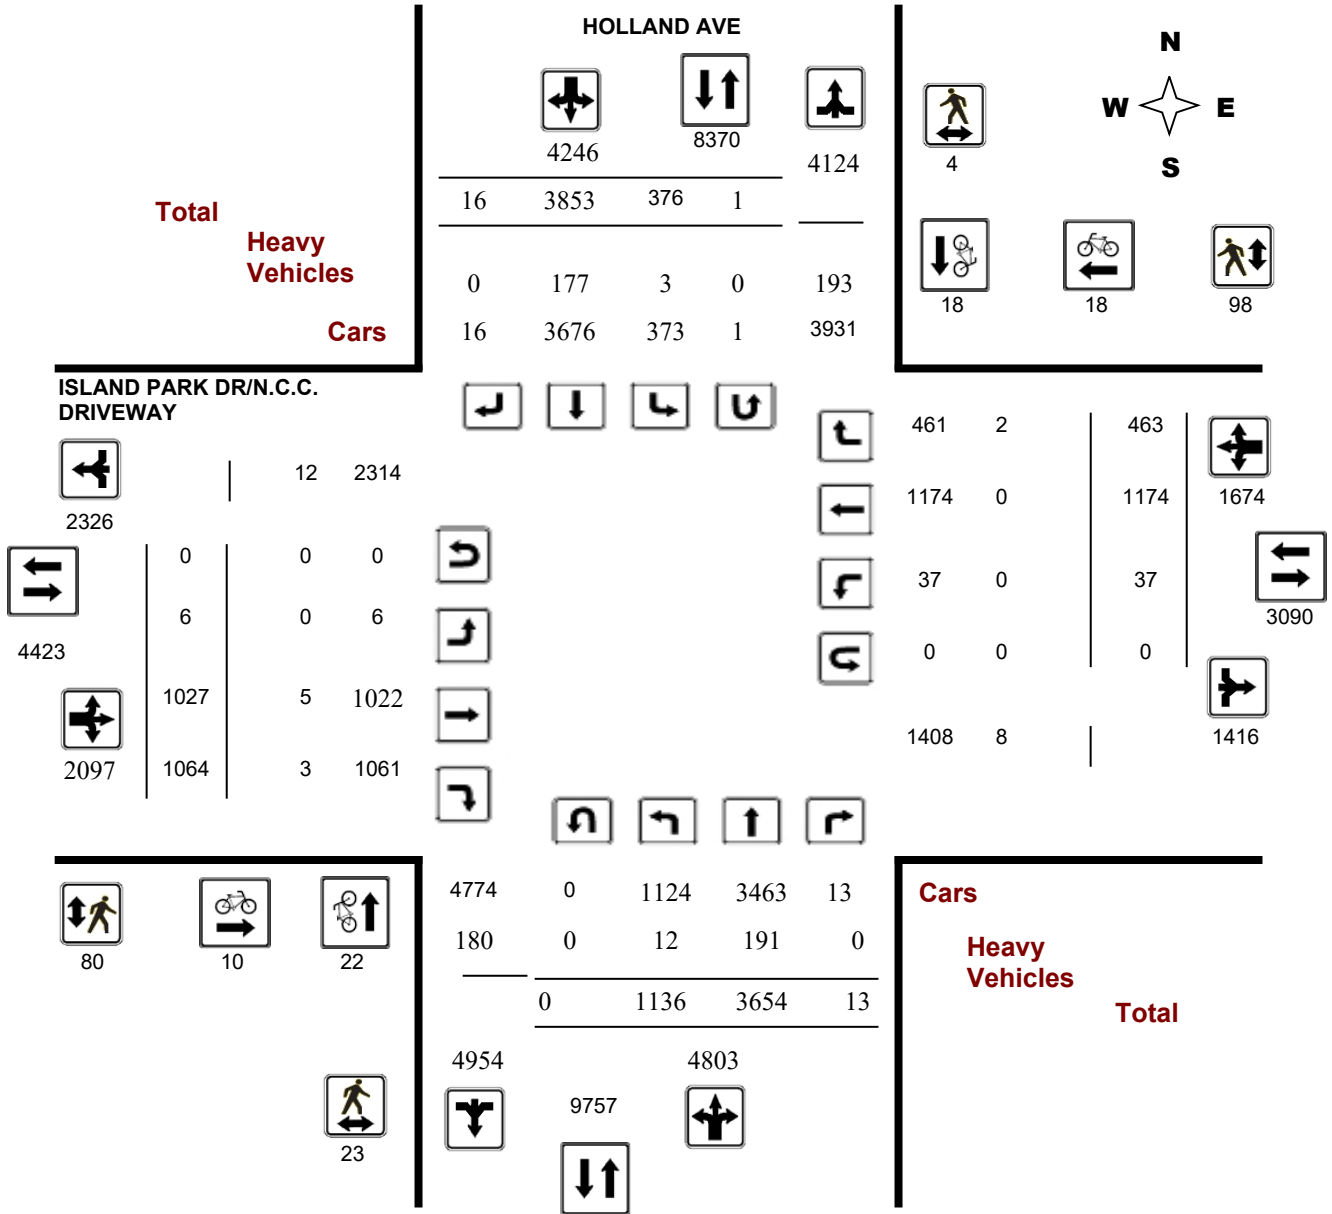 HOLLAND AVE
N
W E
S
4246 8370 4124 4
Total 16 3853 376 1
Heavy
Vehicles 0 177 3 0 193
18 18 98
Cars 16 3676 373 1 3931
ISLAND PARK DR/N.C.C.
DRIVEWAY
461 2 463
12 2314
1174 0 1174 1674
2326
0 0 0
37 0 37
6 0 6 3090
4423 0 0 0
1027 5 1022
1408 8 1416
2097 1064 3 1061
4774 0 1124 3463 13 Cars
180 0 12 191 0 Heavy
Vehicles
80 10 22
0 1136 3654 13 Total
4954 4803
9757
23